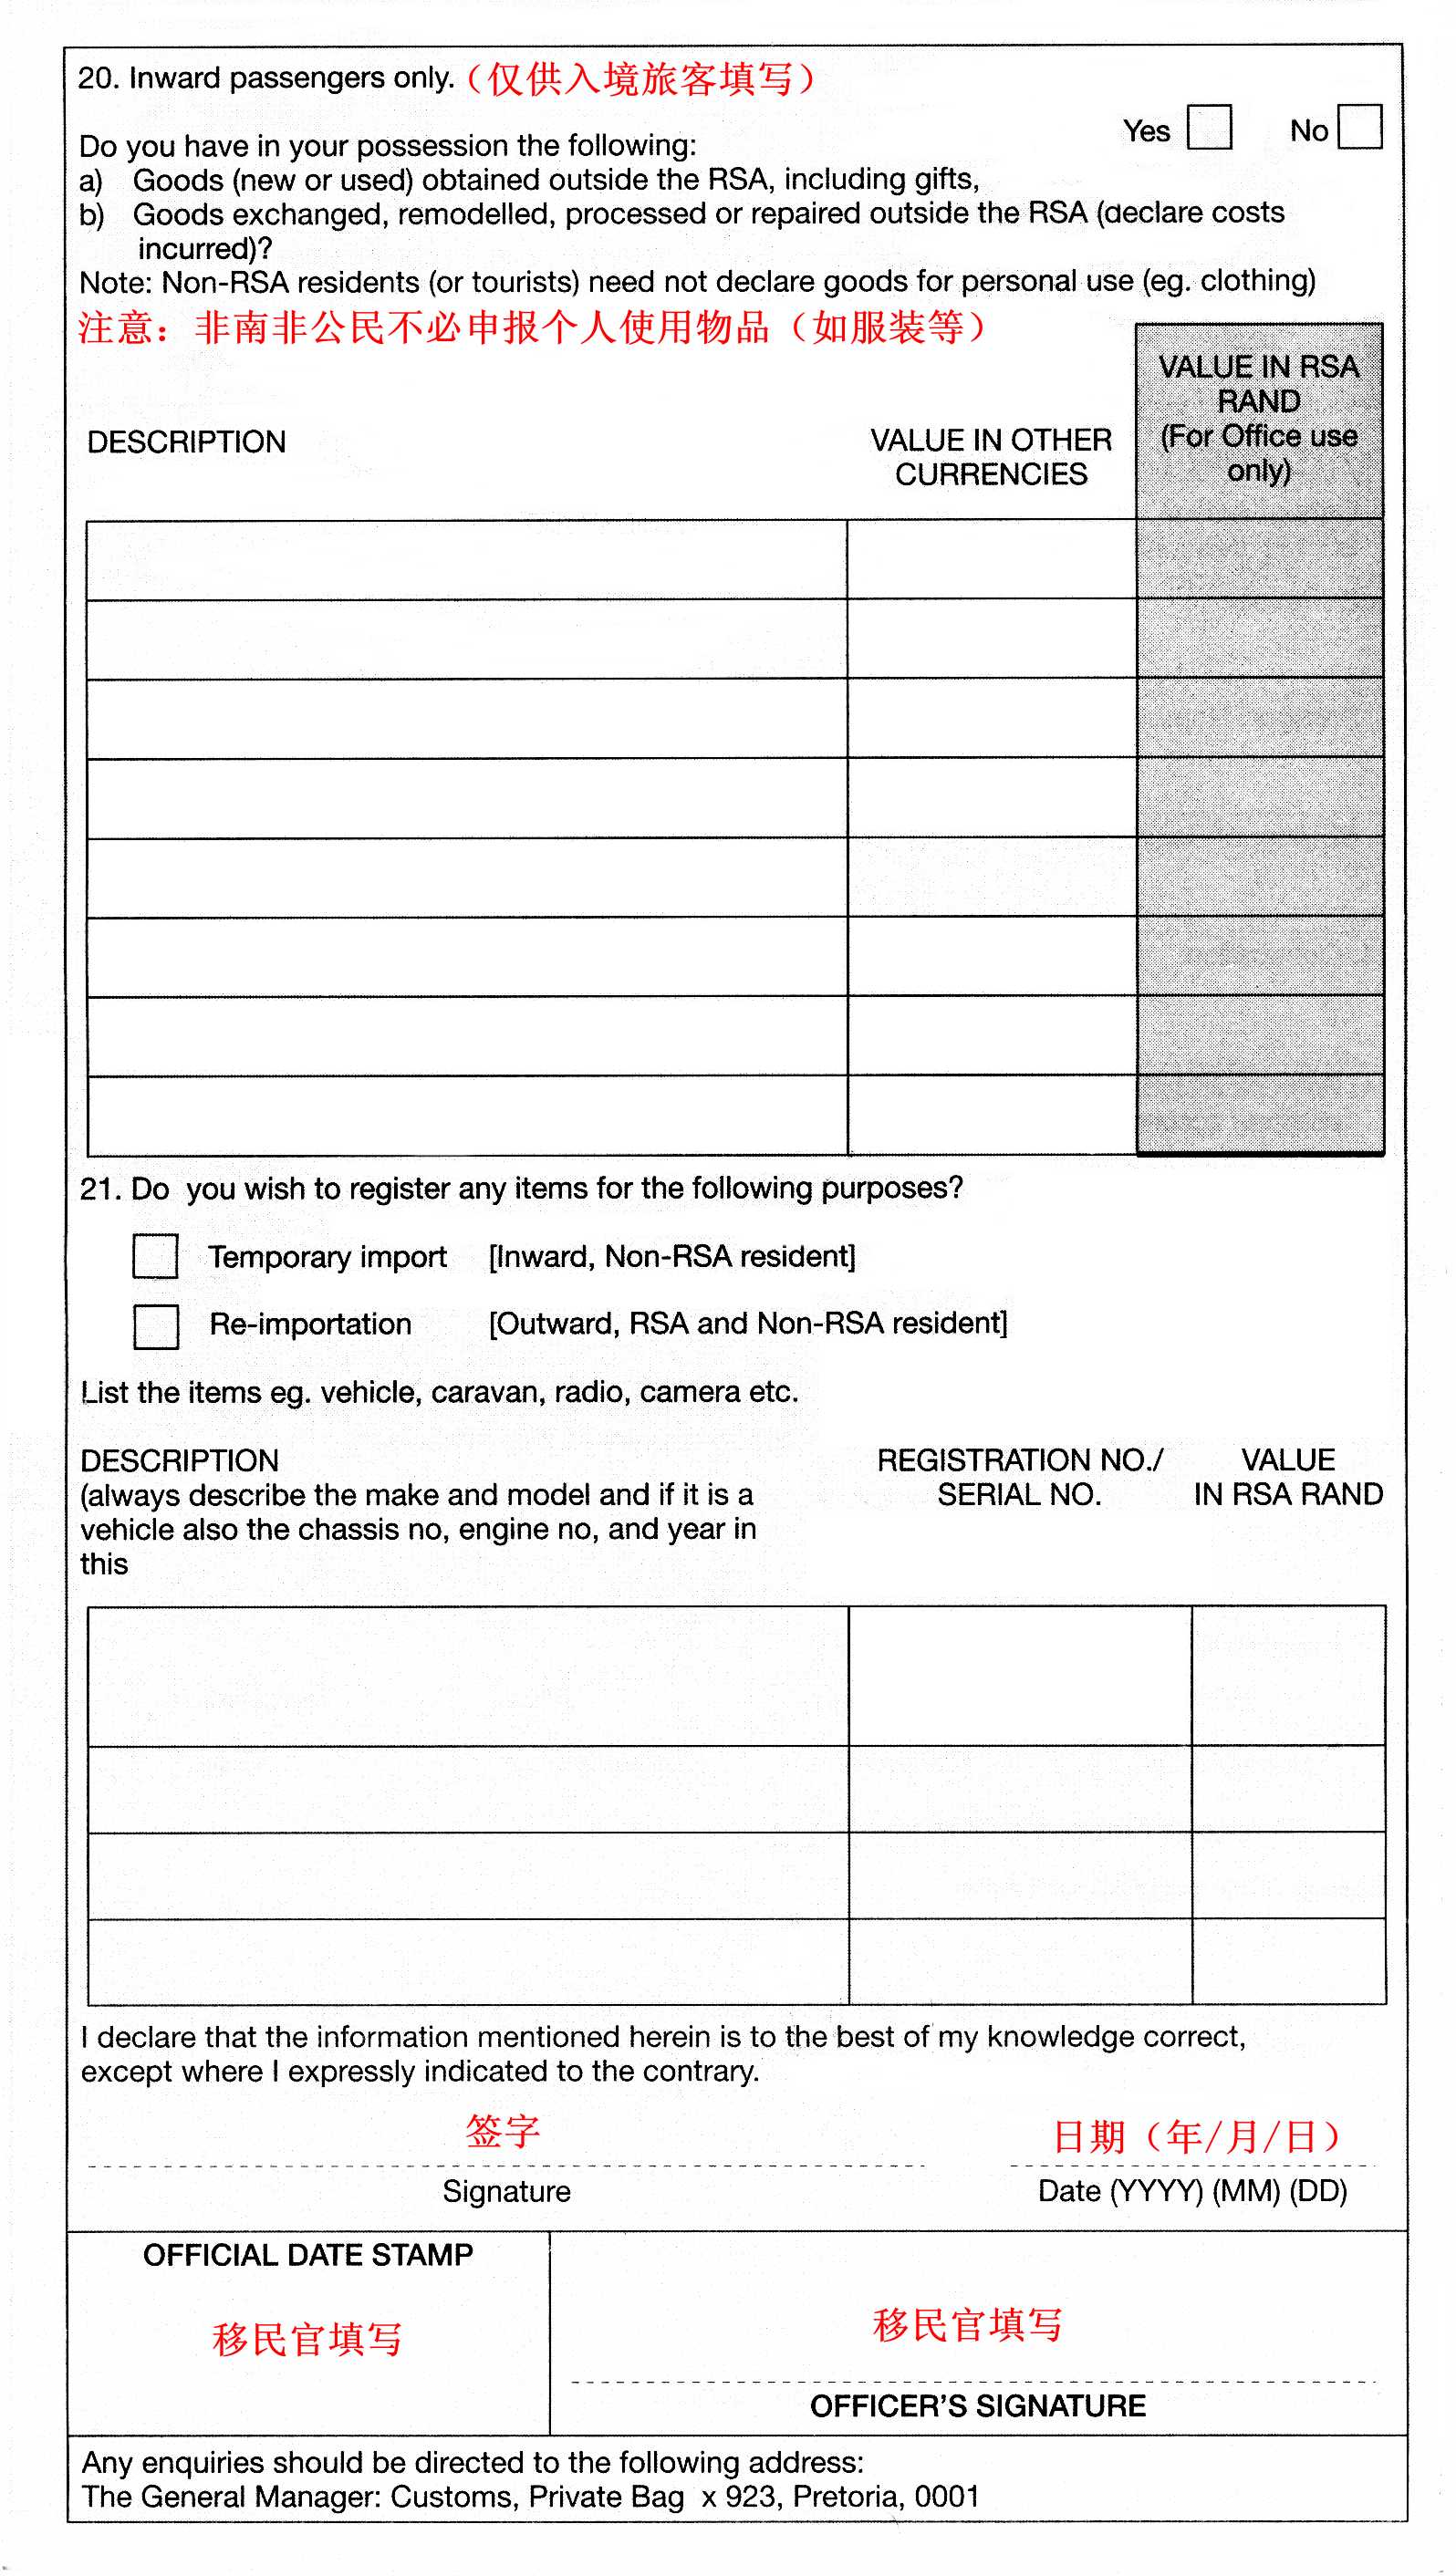 20. Inward passengers only.（仅供入境旅客填写）
Yes No
Do you have in your possession the following:
a) Goods (new or used) obtained outside the RSA, including gifts,
b) Goods exchanged, remodelled, processed or repaired outside the RSA (declare costs
incurred)?
Note: Non-RSA residents (or tourists) need not declare goods for personal use (eg. clothing)
注意：非南非公民不必申报个人使用物品（如服装等）
DESCRIPTION
VALUE IN OTHER
CURRENCIES
VALUE IN RSA
RAND
(For Office use
only)
21. Do you wish to register any items for the following purposes?
Temporary import [Inward, Non-RSA resident]
Re-importation [Outward, RSA and Non-RSA resident]
List the items eg. vehicle, caravan, radio, camera etc.
DESCRIPTION
(always describe the make and model and if it is a
vehicle also the chassis no, engine no, and year in
this
REGISTRATION NO./
SERIAL NO.
VALUE
IN RSA RAND
I declare that the information mentioned herein is to the best of my knowledge correct,
except where I expressly indicated to the contrary.
签字
Signature
日期（年/月/日）
Date (YYYY) (MM) (DD)
OFFICIAL DATE STAMP
移民官填写
移民官填写
OFFICER'S SIGNATURE
Any enquiries should be directed to the following address:
The General Manager: Customs, Private Bag x 923, Pretoria, 0001